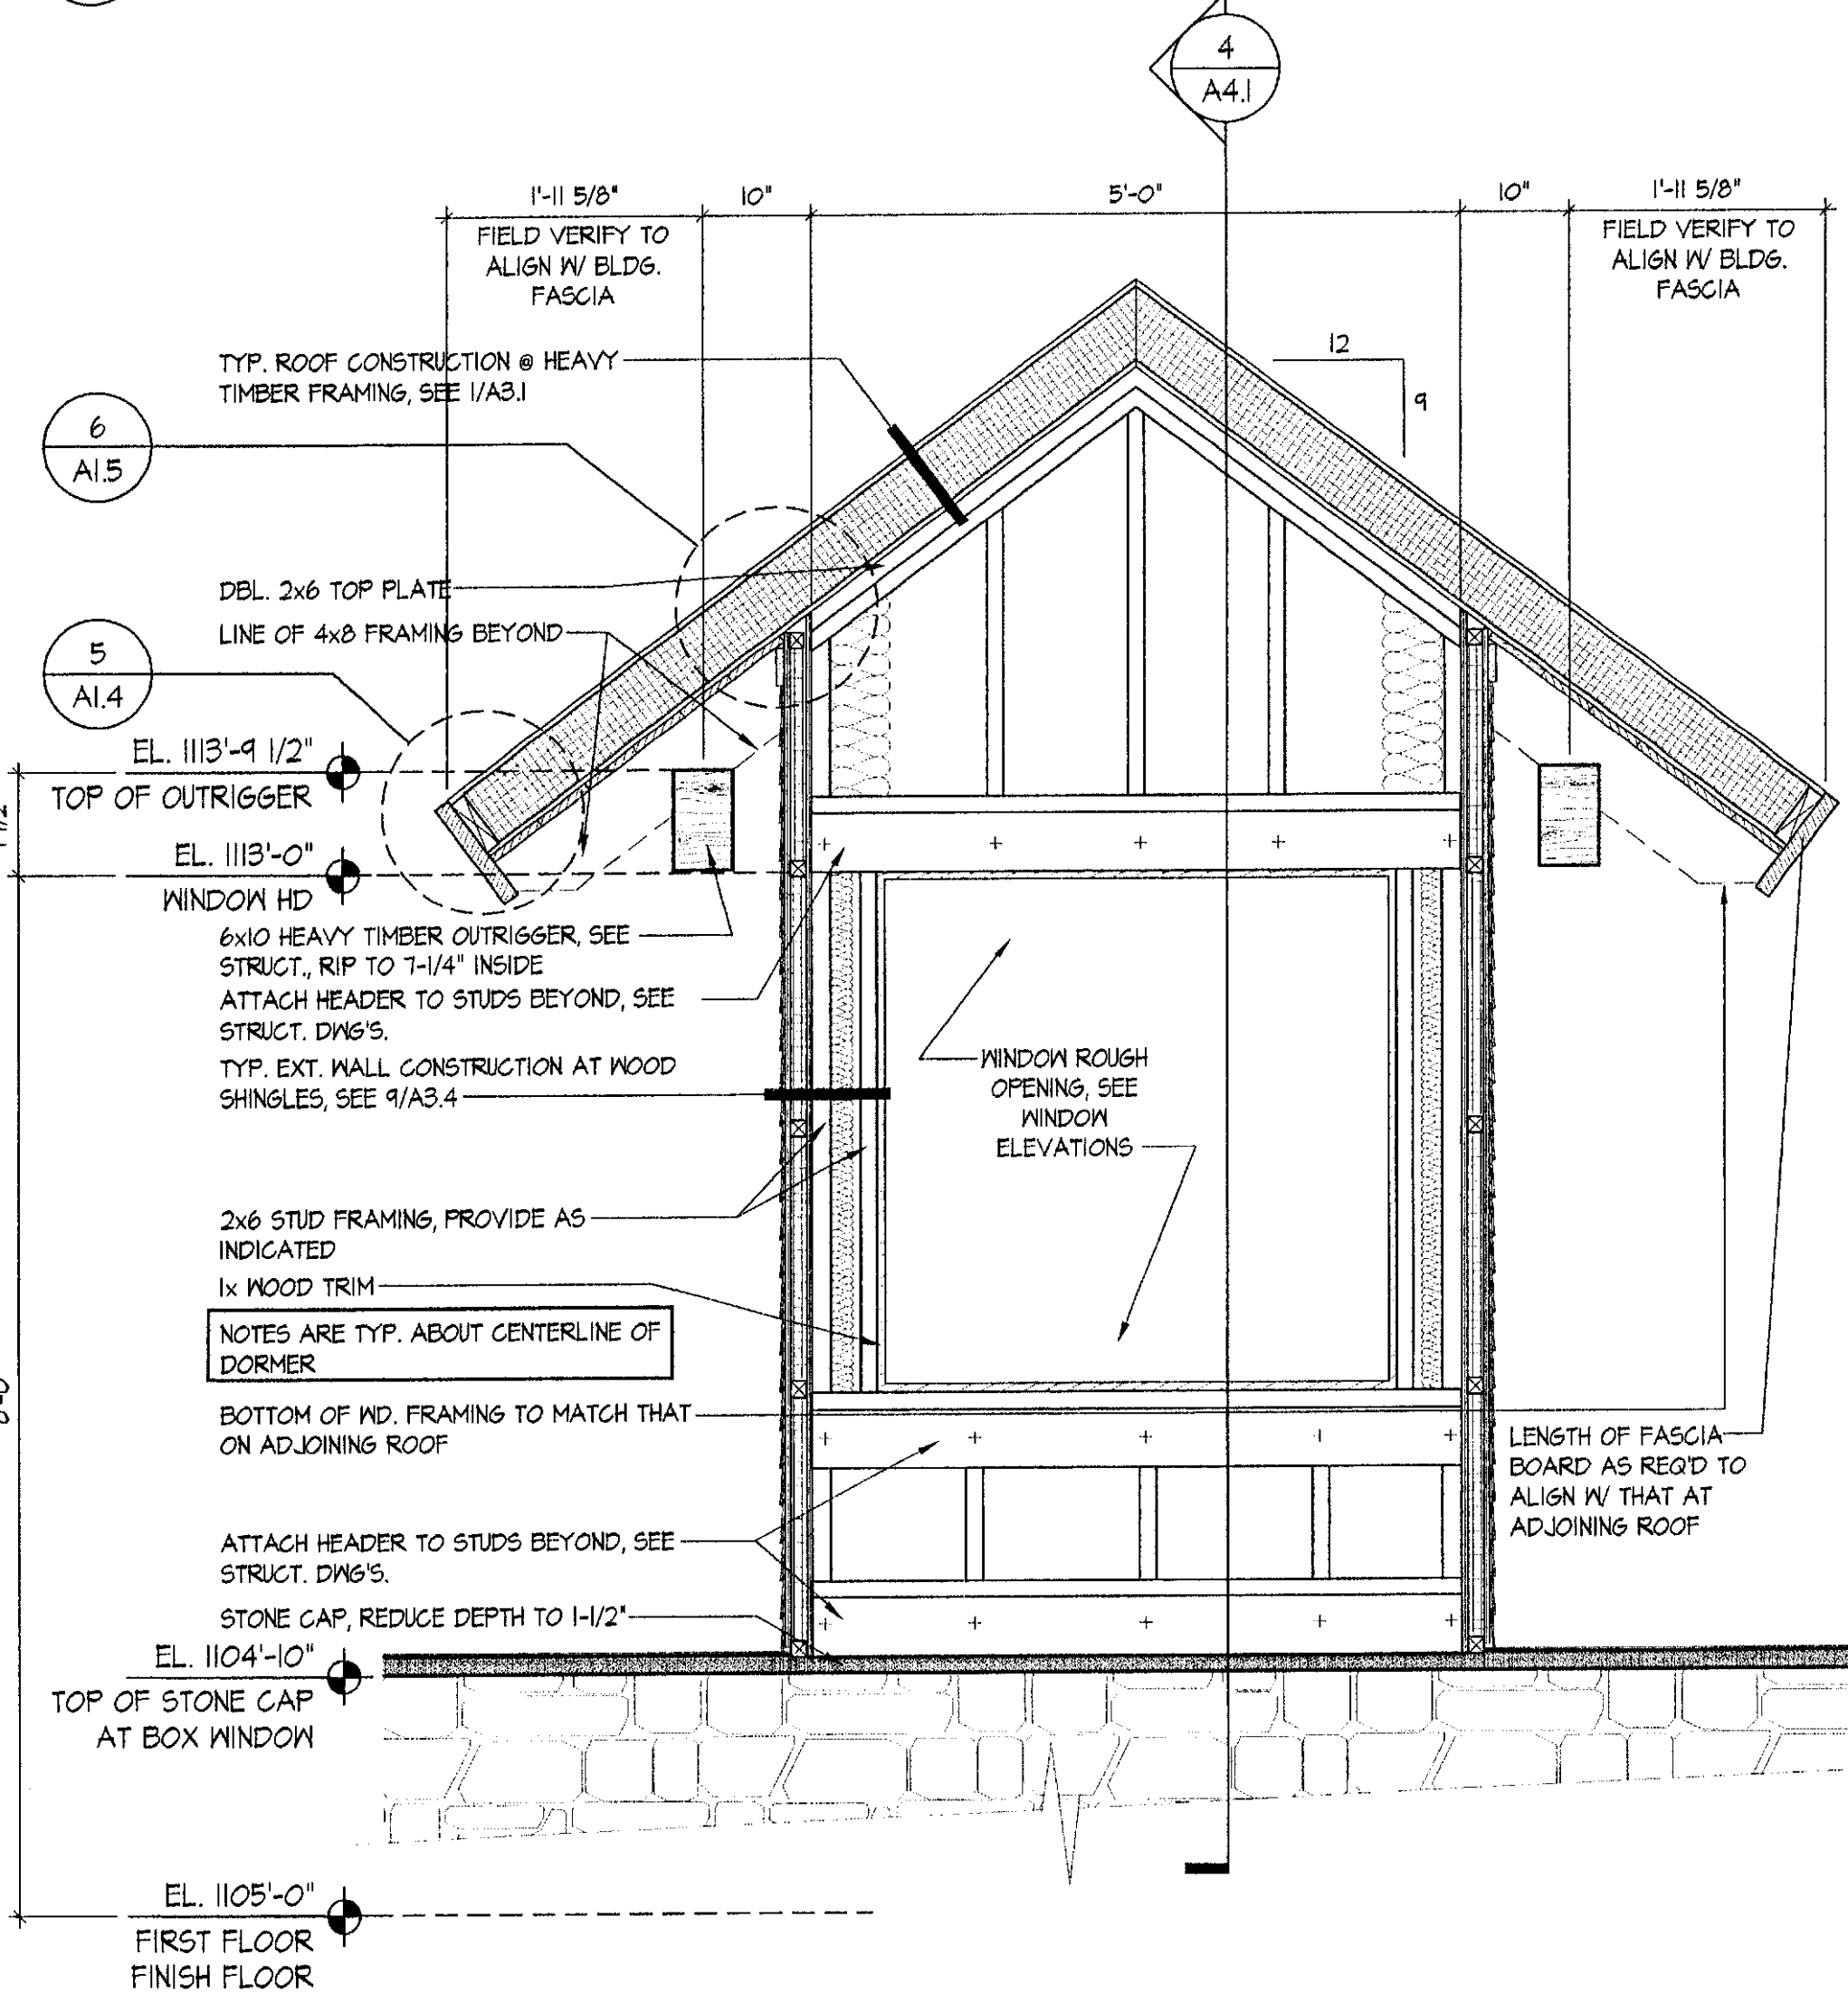 4
A4.1
1'-11 5/8"
10"
5'-0"
10"
1'-11 5/8"
FIELD VERIFY TO
ALIGN W/ BLDG.
FASCIA
FIELD VERIFY TO
ALIGN W/ BLDG.
FASCIA
12
9
TYP. ROOF CONSTRUCTION @ HEAVY
TIMBER FRAMING, SEE 1/A3.1
6
A1.5
DBL. 2x6 TOP PLATE
LINE OF 4x8 FRAMING BEYOND
5
A1.4
EL. 1113'-9 1/2"
TOP OF OUTRIGGER
EL. 1113'-0"
WINDOW HD
6x10 HEAVY TIMBER OUTRIGGER, SEE
STRUCT., RIP TO 7-1/4" INSIDE
ATTACH HEADER TO STUDS BEYOND, SEE
STRUCT. DWG'S.
TYP. EXT. WALL CONSTRUCTION AT WOOD
SHINGLES, SEE 9/A3.4
WINDOW ROUGH
OPENING, SEE
WINDOW
ELEVATIONS
2x6 STUD FRAMING, PROVIDE AS
INDICATED
1x WOOD TRIM
NOTES ARE TYP. ABOUT CENTERLINE OF
DORMER
BOTTOM OF WD. FRAMING TO MATCH THAT
ON ADJOINING ROOF
LENGTH OF FASCIA
BOARD AS REQ'D TO
ALIGN W/ THAT AT
ADJOINING ROOF
ATTACH HEADER TO STUDS BEYOND, SEE
STRUCT. DWG'S.
STONE CAP, REDUCE DEPTH TO 1-1/2"
EL. 1104'-10"
TOP OF STONE CAP
AT BOX WINDOW
EL. 1105'-0"
FIRST FLOOR
FINISH FLOOR